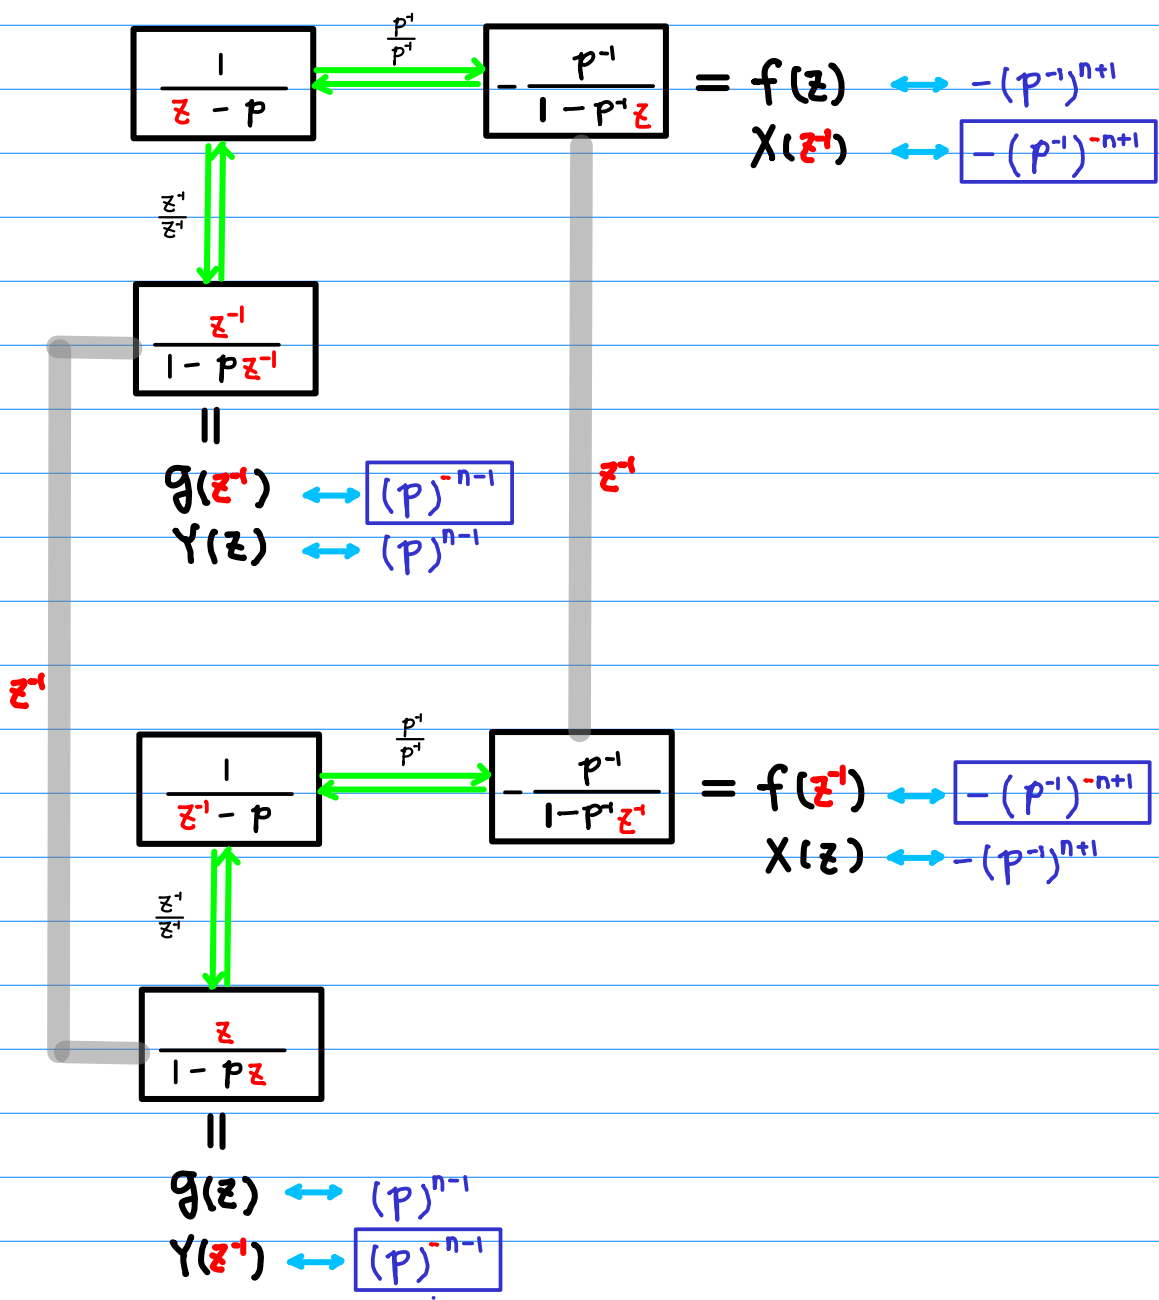 1/(z - p)
p⁻¹/p⁻¹
- p⁻¹/(1 - p⁻¹z) = f(z) ↔ -(p⁻¹)ⁿ⁺¹
X(z⁻¹) ↔ -(p⁻¹)⁻ⁿ⁺¹
z⁻¹/z⁻¹
z⁻¹/(1 - pz⁻¹)
=
g(z⁻¹) ↔ (p)⁻ⁿ⁻¹
Y(z) ↔ (p)ⁿ⁻¹
z⁻¹
z⁻¹
1/(z⁻¹ - p)
p⁻¹/p⁻¹
- p⁻¹/(1 - p⁻¹z⁻¹) = f(z⁻¹) ↔ -(p⁻¹)⁻ⁿ⁺¹
X(z) ↔ -(p⁻¹)ⁿ⁺¹
z⁻¹/z⁻¹
z/(1 - pz)
=
g(z) ↔ (p)ⁿ⁻¹
Y(z⁻¹) ↔ (p)⁻ⁿ⁻¹